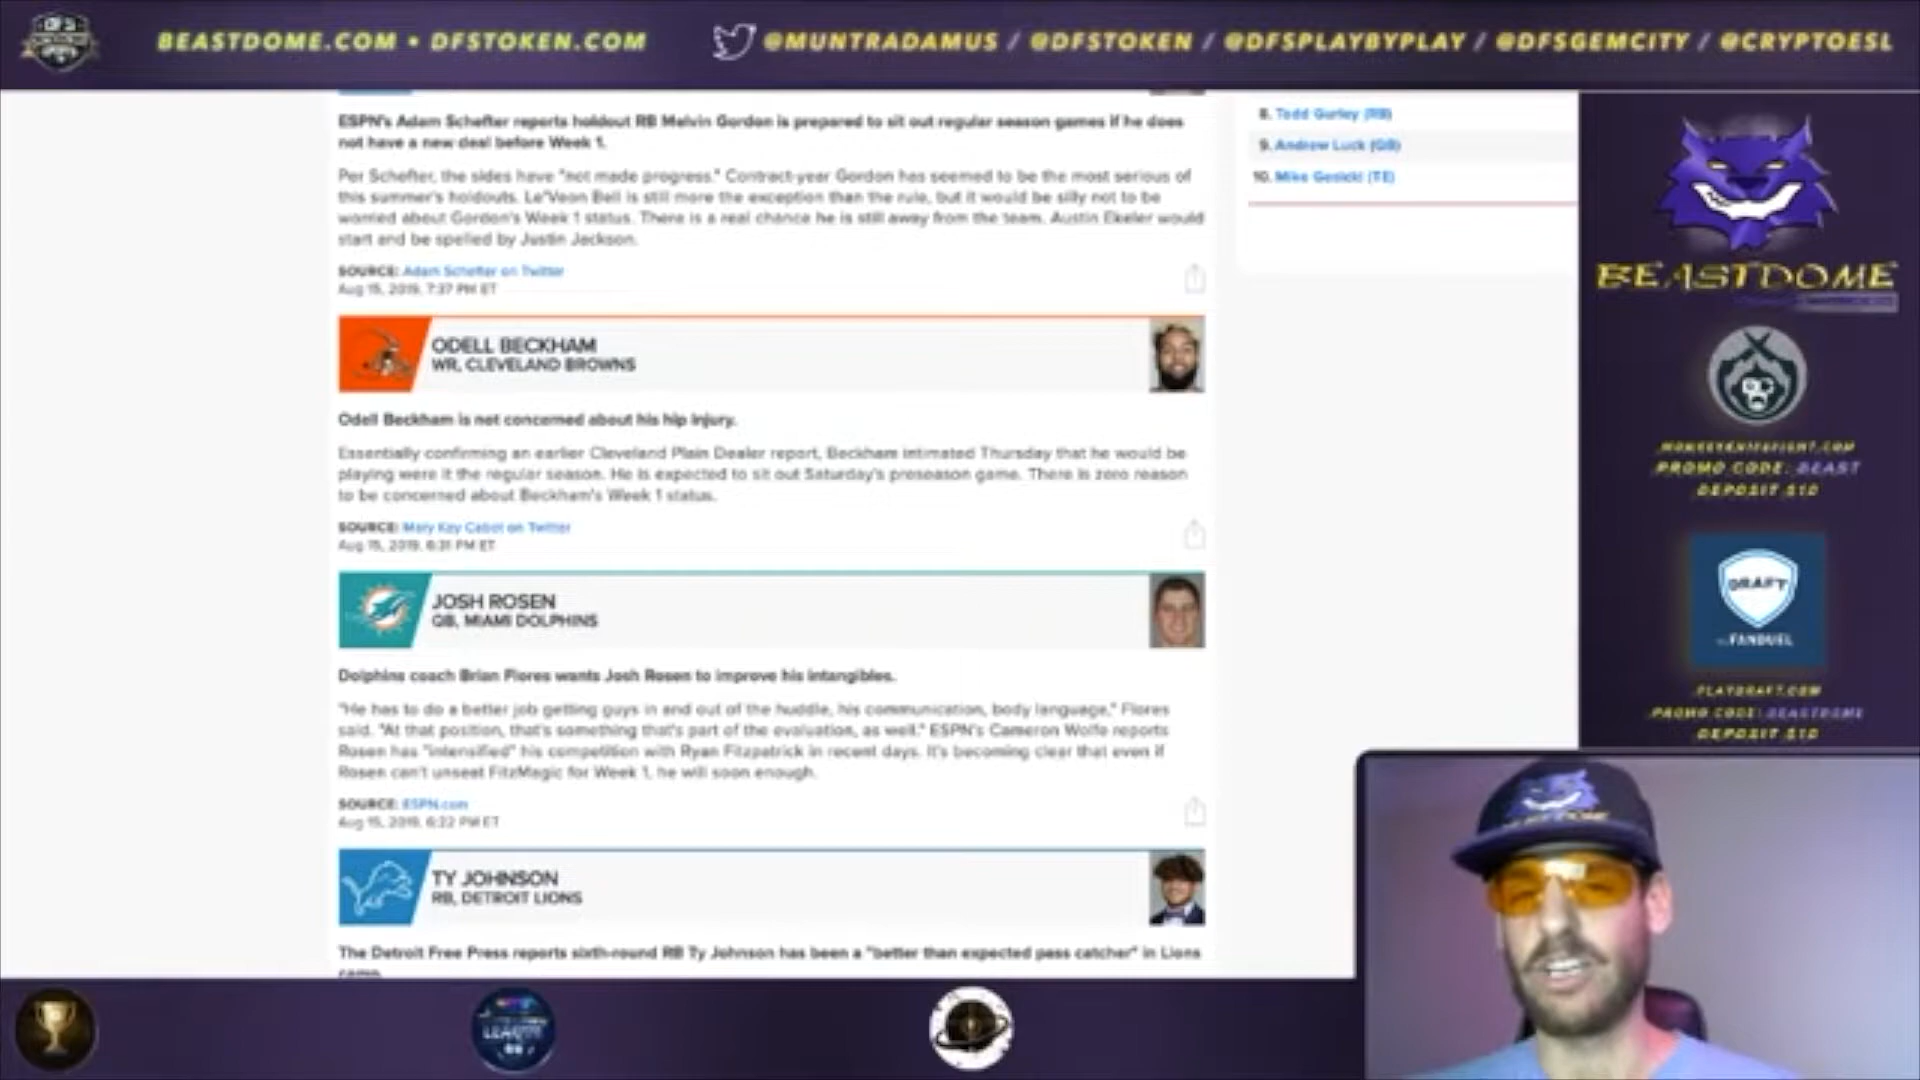 BEASTDOME.COM • DFSTOKEN.COM
@MUNTRADAMUS / @DFSTOKEN / @DFSPLAYBYPLAY / @DFSGEMCITY / @CRYPTOESL
ESPN's Adam Schefter reports holdout RB Melvin Gordon is prepared to sit out regular season games if he does
not have a new deal before Week 1.
Per Schefter, the sides have "not made progress." Contract-year Gordon has seemed to be the most serious of
this summer's holdouts. Le'Veon Bell is still more the exception than the rule, but it would be silly not to be
worried about Gordon's Week 1 status. There is a real chance he is still away from the team. Austin Ekeler would
start and be spelled by Justin Jackson.
SOURCE: Adam Schefter on Twitter
Aug 15, 2019, 7:37 PM ET
ODELL BECKHAM
WR, CLEVELAND BROWNS
Odell Beckham is not concerned about his hip injury.
Essentially confirming an earlier Cleveland Plain Dealer report, Beckham intimated Thursday that he would be
playing were it the regular season. He is expected to sit out Saturday's preseason game. There is zero reason
to be concerned about Beckham's Week 1 status.
SOURCE: Mary Kay Cabot on Twitter
Aug 15, 2019, 6:31 PM ET
JOSH ROSEN
QB, MIAMI DOLPHINS
Dolphins coach Brian Flores wants Josh Rosen to improve his intangibles.
"He has to do a better job getting guys in and out of the huddle, his communication, body language," Flores
said. "At that position, that's something that's part of the evaluation, as well." ESPN's Cameron Wolfe reports
Rosen has "intensified" his competition with Ryan Fitzpatrick in recent days. It's becoming clear that even if
Rosen can't unseat FitzMagic for Week 1, he will soon enough.
SOURCE: ESPN.com
Aug 15, 2019, 6:22 PM ET
TY JOHNSON
RB, DETROIT LIONS
The Detroit Free Press reports sixth-round RB Ty Johnson has been a "better than expected pass catcher" in Lions
camp.
8. Todd Gurley (RB)
9. Andrew Luck (QB)
10. Mike Gesicki (TE)
BEASTDOME
MONKEYKNIFEFIGHT.COM
PROMO CODE: BEAST
DEPOSIT $10
DRAFT
FANDUEL
PLAYDRAFT.COM
PROMO CODE: BEASTDOME
DEPOSIT $10
LEAGUE